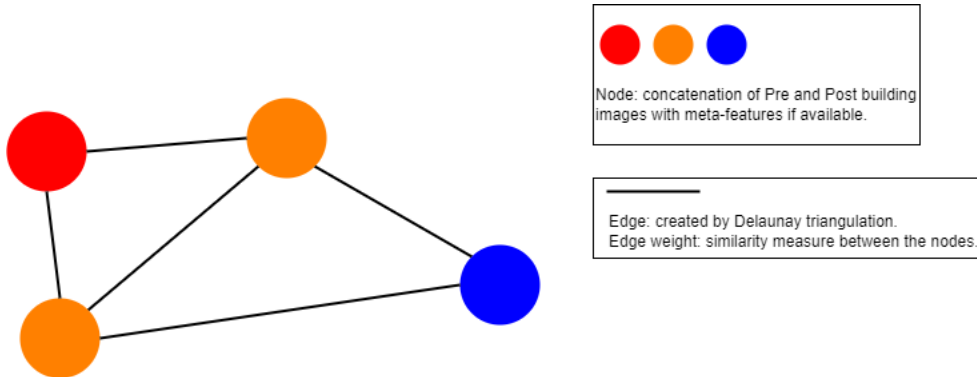 Node: concatenation of Pre and Post building
images with meta-features if available.
Edge: created by Delaunay triangulation.
Edge weight: similarity measure between the nodes.